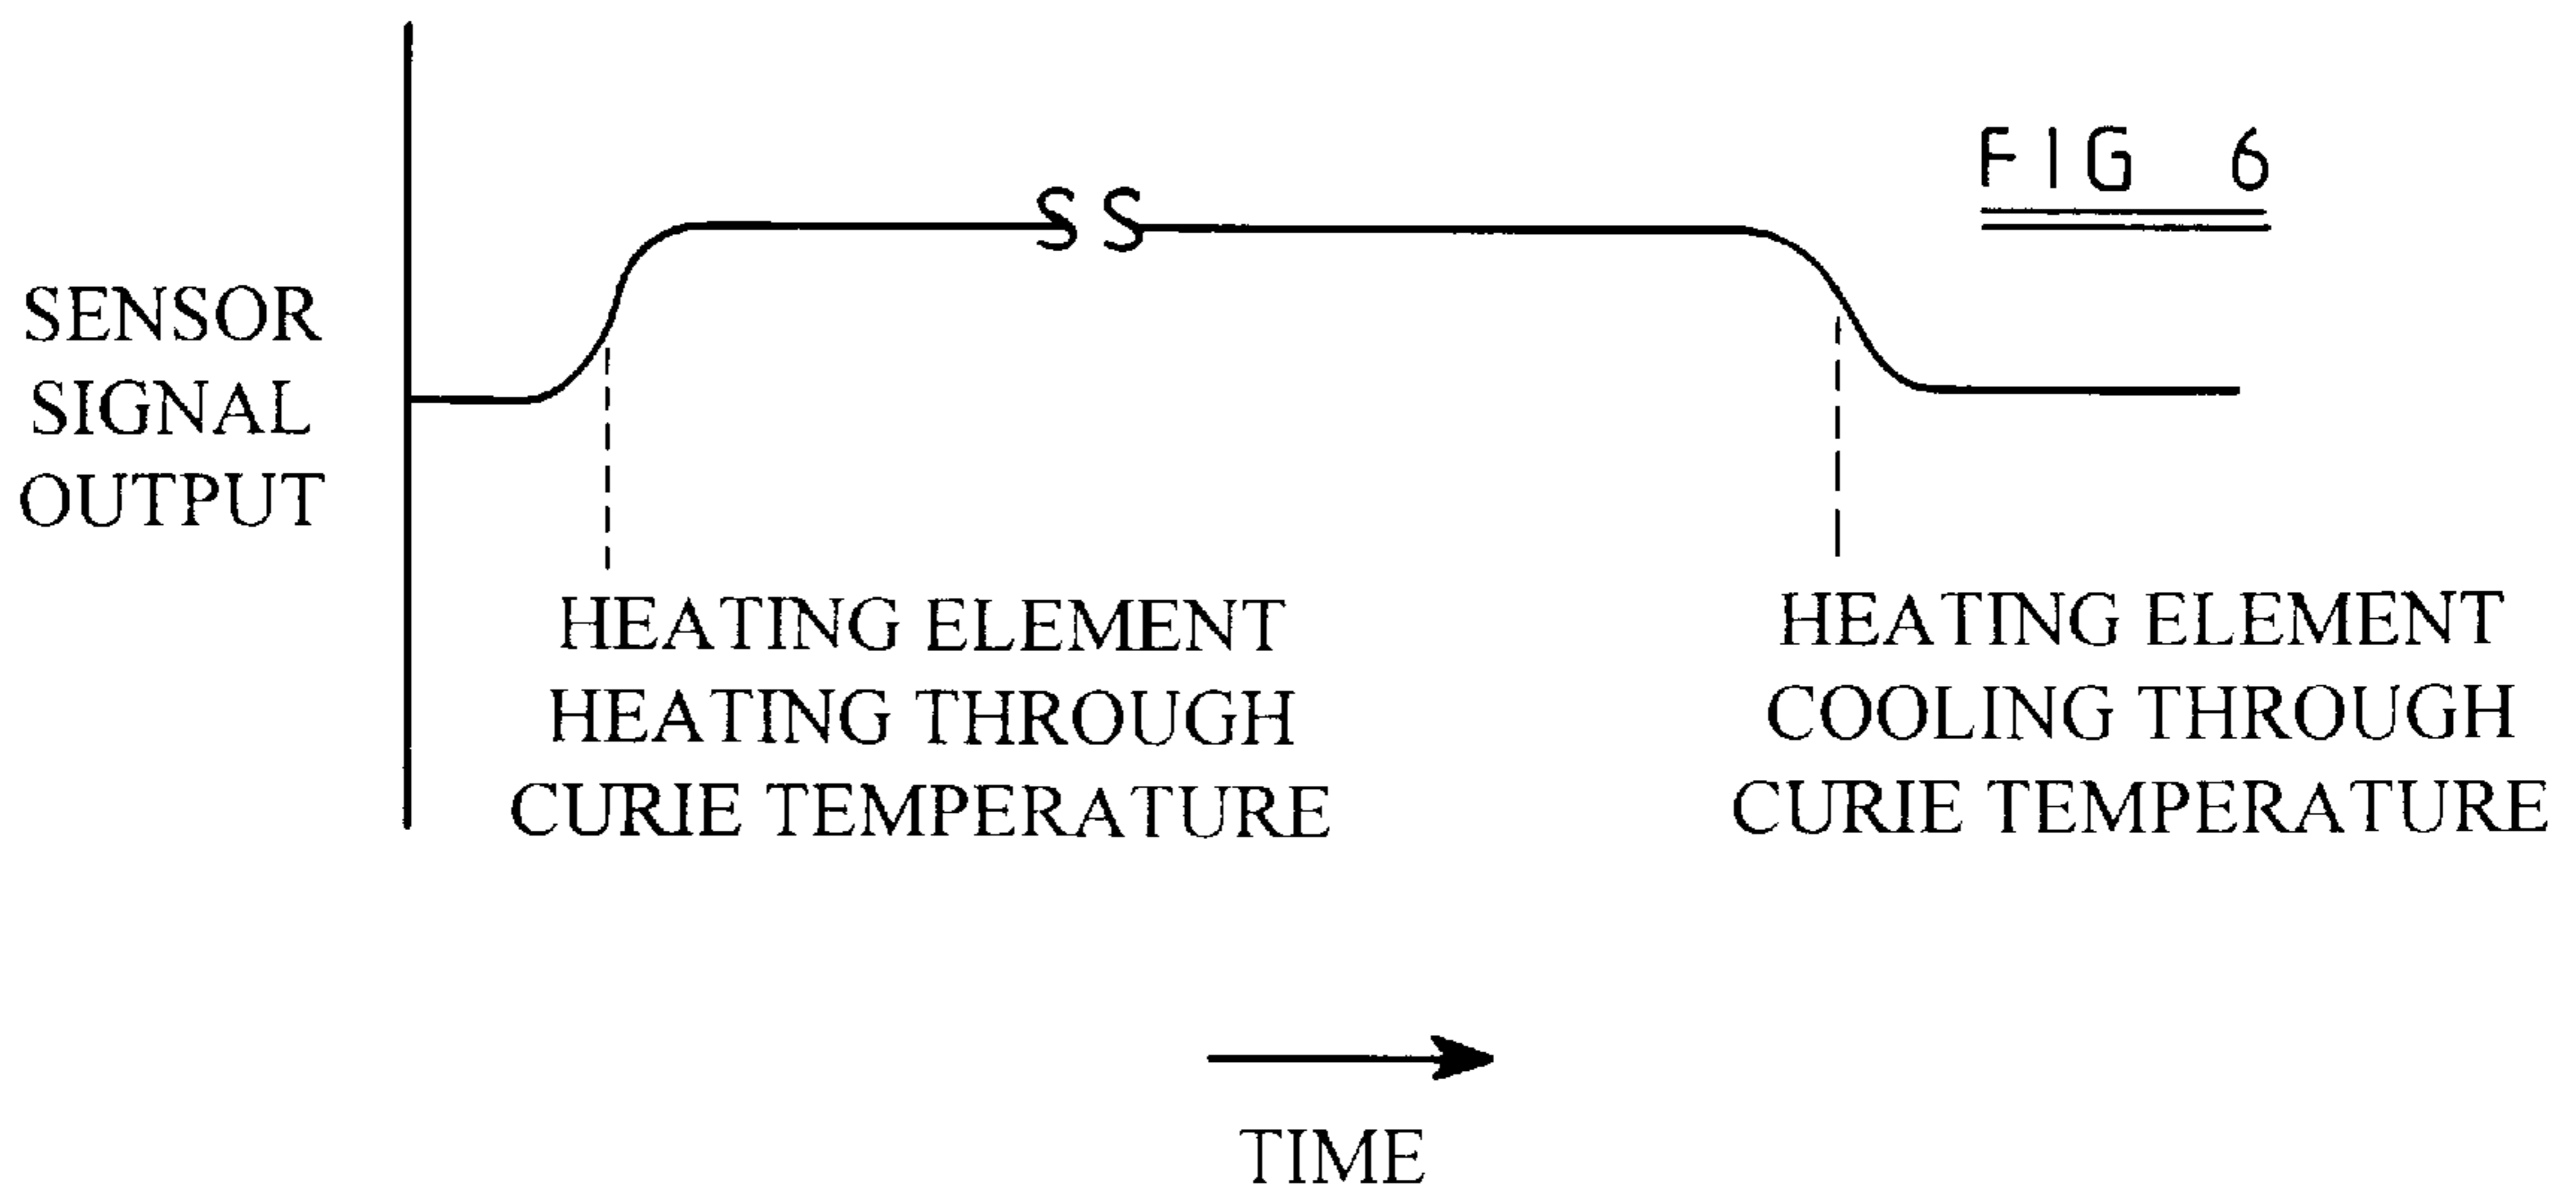 FIG 6
SENSOR
SIGNAL
OUTPUT
HEATING ELEMENT
HEATING THROUGH
CURIE TEMPERATURE
HEATING ELEMENT
COOLING THROUGH
CURIE TEMPERATURE
TIME